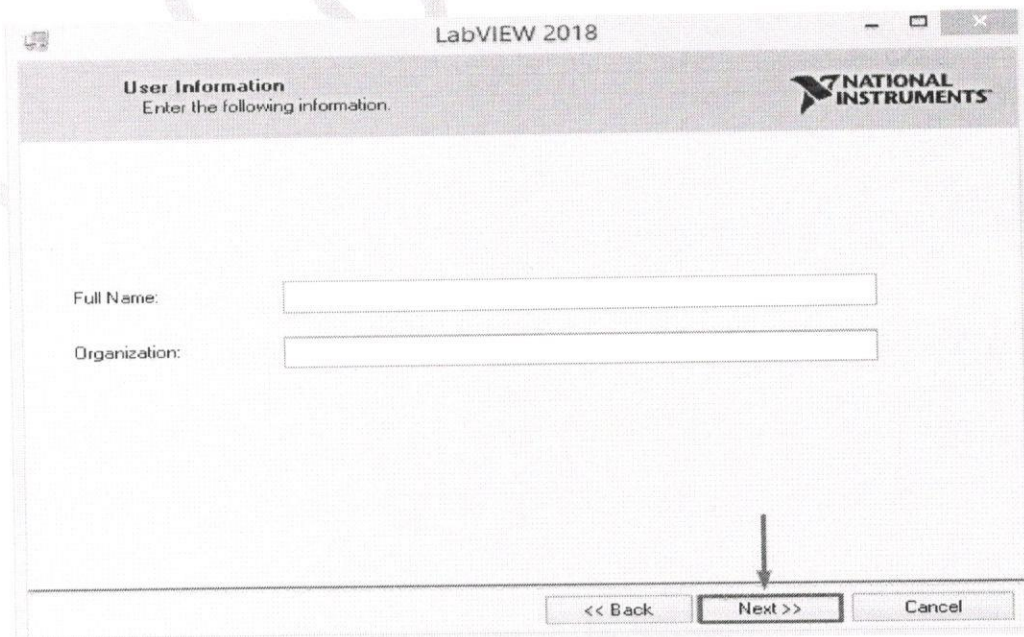 LabVIEW 2018
User Information
Enter the following information.
NATIONAL
INSTRUMENTS
Full Name:
Organization:
<< Back
Next >>
Cancel